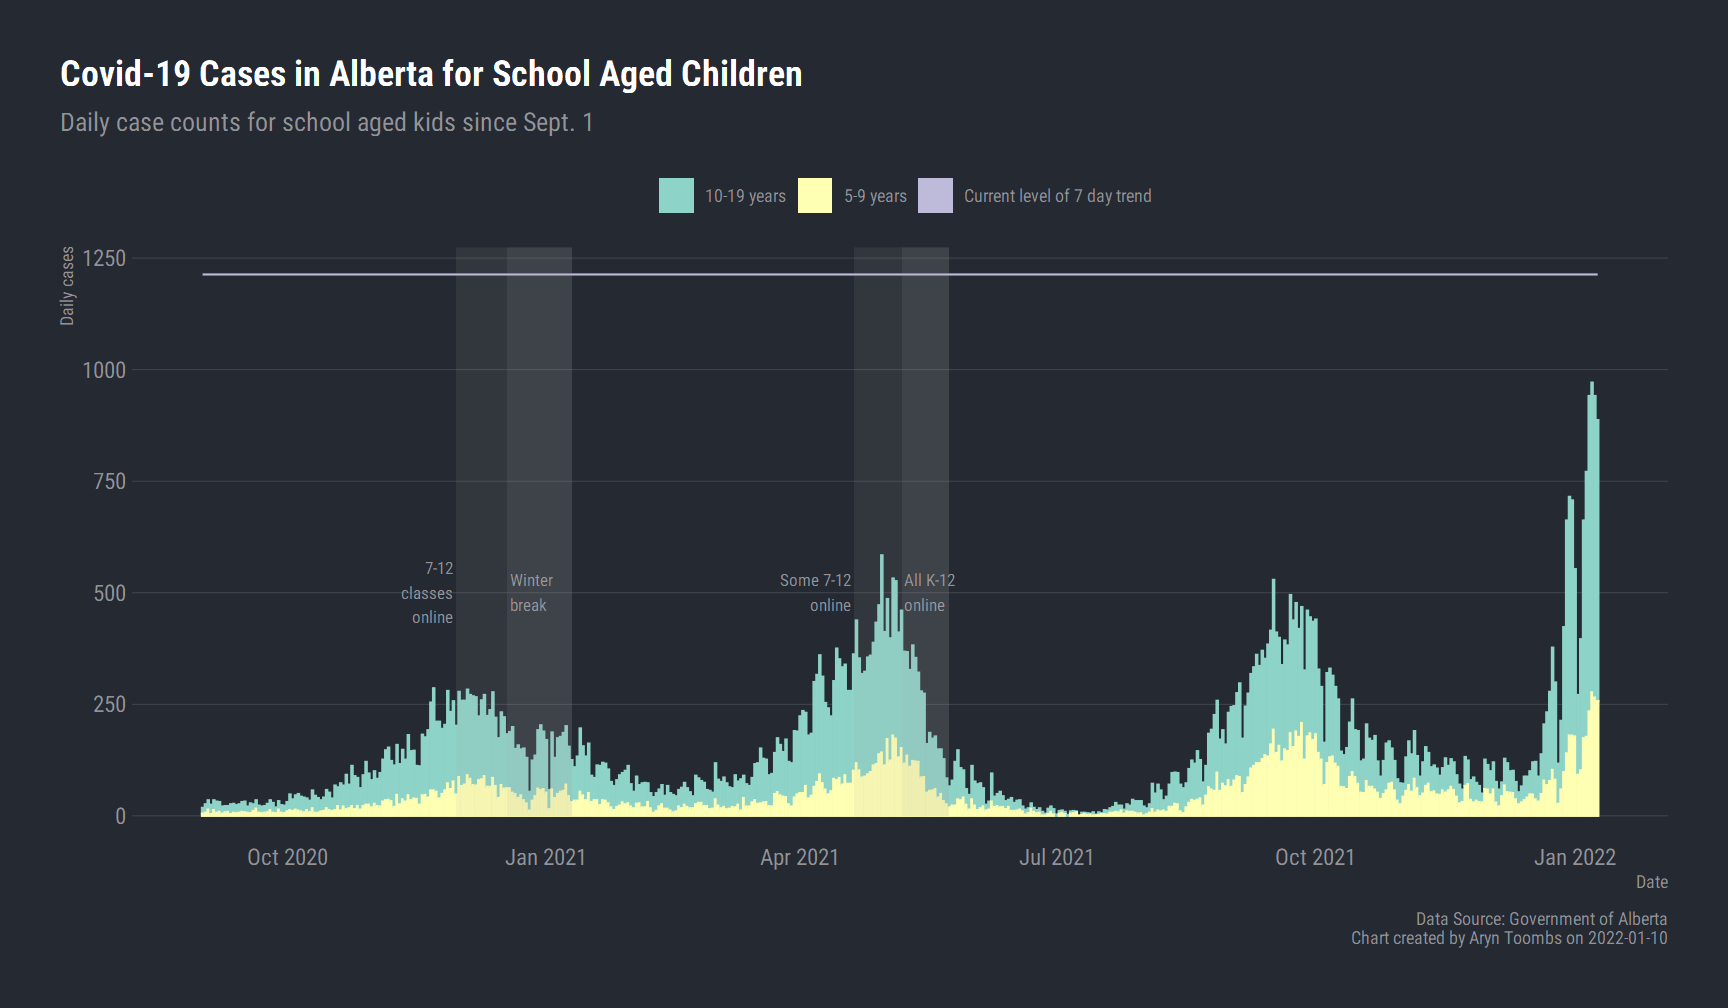 Covid-19 Cases in Alberta for School Aged Children
Daily case counts for school aged kids since Sept. 1
10-19 years
5-9 years
Current level of 7 day trend
Daily cases
1250
1000
750
500
250
0
7-12
classes
online
Winter
break
Some 7-12
online
All K-12
online
Oct 2020
Jan 2021
Apr 2021
Jul 2021
Oct 2021
Jan 2022
Date
Data Source: Government of Alberta
Chart created by Aryn Toombs on 2022-01-10